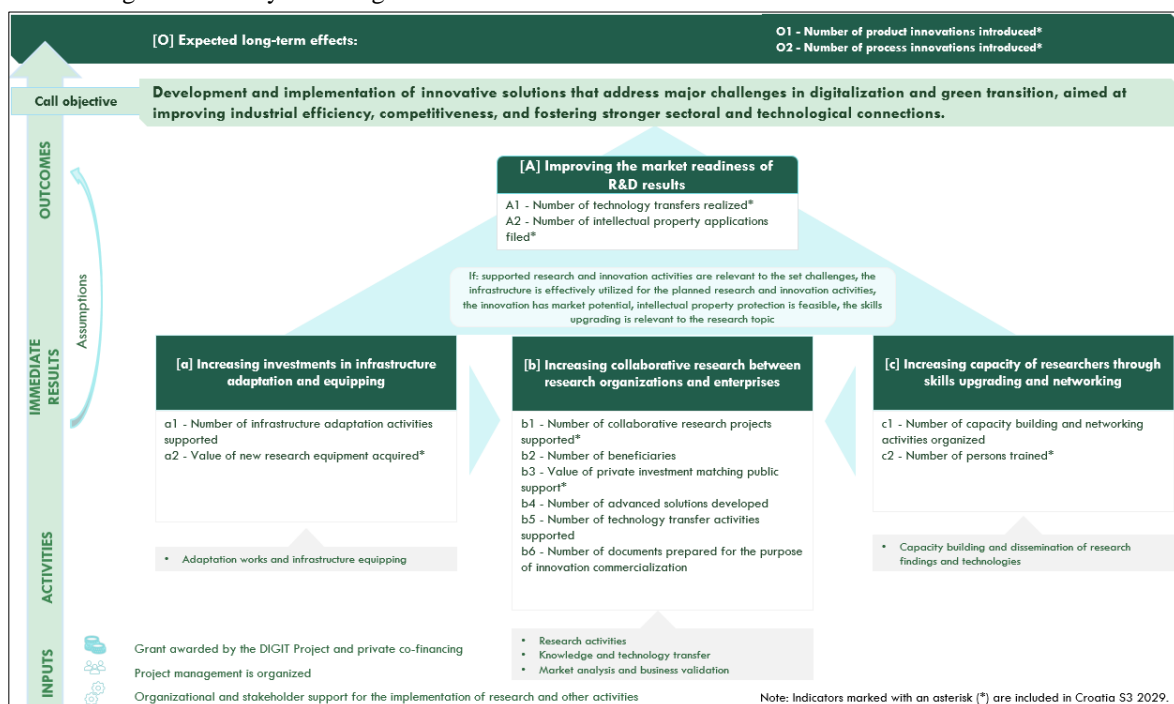 [O] Expected long-term effects:
O1 - Number of product innovations introduced*
O2 - Number of process innovations introduced*
Call objective
Development and implementation of innovative solutions that address major challenges in digitalization and green transition, aimed at
improving industrial efficiency, competitiveness, and fostering stronger sectoral and technological connections.
OUTCOMES
Assumptions
[A] Improving the market readiness of
R&D results
A1 - Number of technology transfers realized*
A2 - Number of intellectual property applications
filed*
If: supported research and innovation activities are relevant to the set challenges, the
infrastructure is effectively utilized for the planned research and innovation activities,
the innovation has market potential, intellectual property protection is feasible, the skills
upgrading is relevant to the research topic
IMMEDIATE
RESULTS
[a] Increasing investments in infrastructure
adaptation and equipping
a1 - Number of infrastructure adaptation activities
supported
a2 - Value of new research equipment acquired*
[b] Increasing collaborative research between
research organizations and enterprises
b1 - Number of collaborative research projects
supported*
b2 - Number of beneficiaries
b3 - Value of private investment matching public
support*
b4 - Number of advanced solutions developed
b5 - Number of technology transfer activities
supported
b6 - Number of documents prepared for the purpose
of innovation commercialization
[c] Increasing capacity of researchers through
skills upgrading and networking
c1 - Number of capacity building and networking
activities organized
c2 - Number of persons trained*
ACTIVITIES
• Adaptation works and infrastructure equipping
• Research activities
• Knowledge and technology transfer
• Market analysis and business validation
• Capacity building and dissemination of research
findings and technologies
INPUTS
Grant awarded by the DIGIT Project and private co-financing
Project management is organized
Organizational and stakeholder support for the implementation of research and other activities
Note: Indicators marked with an asterisk (*) are included in Croatia S3 2029.